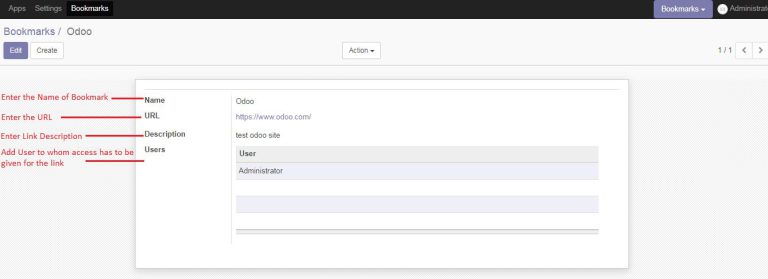 Apps Settings Bookmarks Bookmarks Administrat
Bookmarks / Odoo
Edit Create Action 1 / 1
Enter the Name of Bookmark Name Odoo
Enter the URL URL https://www.odoo.com/
Enter Link Description Description test odoo site
Add User to whom access has to be Users User
given for the link Administrator